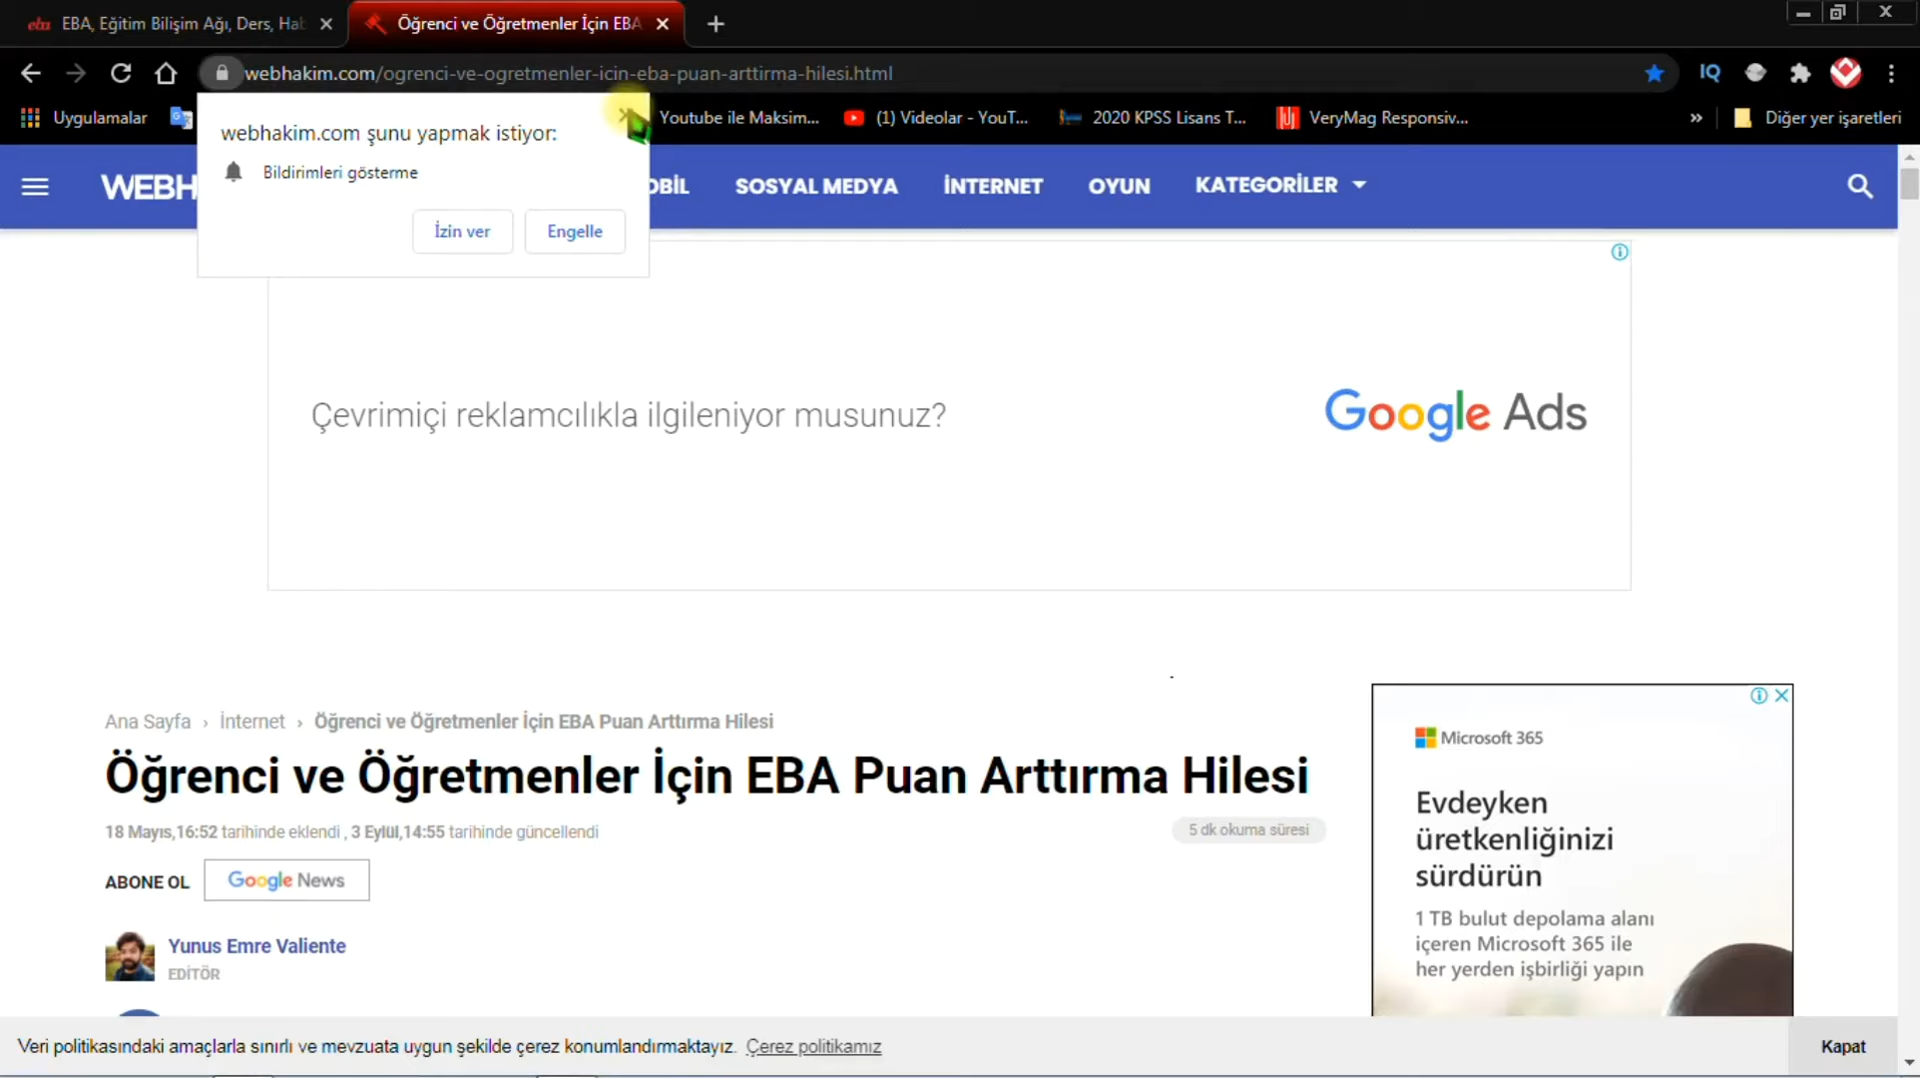 eba EBA, Eğitim Bilişim Ağı, Ders, Hab
Öğrenci ve Öğretmenler İçin EBA
webhakim.com/ogrenci-ve-ogretmenler-icin-eba-puan-arttirma-hilesi.html
IQ
Uygulamalar
Youtube ile Maksim...
(1) Videolar - YouT...
2020 KPSS Lisans T...
VeryMag Responsiv...
»
Diğer yer işaretleri
webhakim.com şunu yapmak istiyor:
Bildirimleri gösterme
İzin ver
Engelle
WEBH
OBİL
SOSYAL MEDYA
İNTERNET
OYUN
KATEGORİLER
Çevrimiçi reklamcılıkla ilgileniyor musunuz?
Google Ads
Ana Sayfa › İnternet › Öğrenci ve Öğretmenler İçin EBA Puan Arttırma Hilesi
Öğrenci ve Öğretmenler İçin EBA Puan Arttırma Hilesi
18 Mayıs,16:52 tarihinde eklendi , 3 Eylül,14:55 tarihinde güncellendi
5 dk okuma süresi
ABONE OL
Google News
Yunus Emre Valiente
EDİTÖR
Microsoft 365
Evdeyken
üretkenliğinizi
sürdürün
1 TB bulut depolama alanı
içeren Microsoft 365 ile
her yerden işbirliği yapın
Veri politikasındaki amaçlarla sınırlı ve mevzuata uygun şekilde çerez konumlandırmaktayız. Çerez politikamız
Kapat